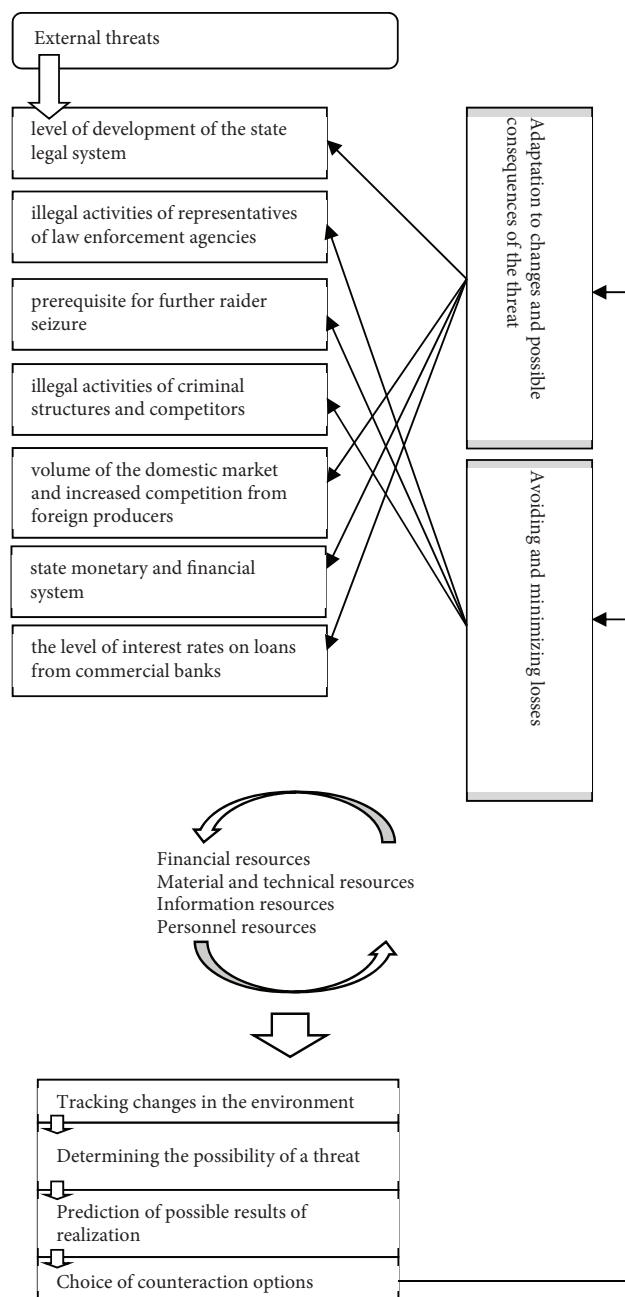 External threats
level of development of the state
legal system
illegal activities of representatives
of law enforcement agencies
prerequisite for further raider
seizure
illegal activities of criminal
structures and competitors
volume of the domestic market
and increased competition from
foreign producers
state monetary and financial
system
the level of interest rates on loans
from commercial banks
Adaptation to changes and possible
consequences of the threat
Avoiding and minimizing losses
Financial resources
Material and technical resources
Information resources
Personnel resources
Tracking changes in the environment
Determining the possibility of a threat
Prediction of possible results of
realization
Choice of counteraction options